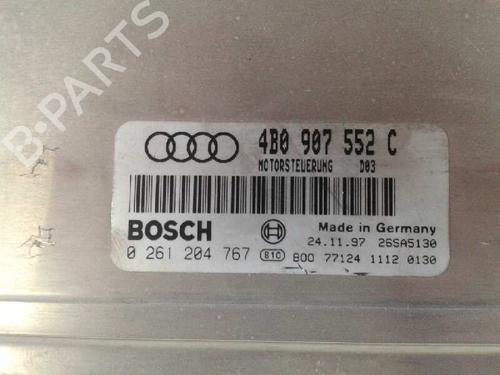 B-PARTS
4B0 907 552 C
MOTORSTEUERUNG D03
BOSCH
Made in Germany
24.11.97 26SA5130
0 261 204 767 810 B00 77124 1112 0130